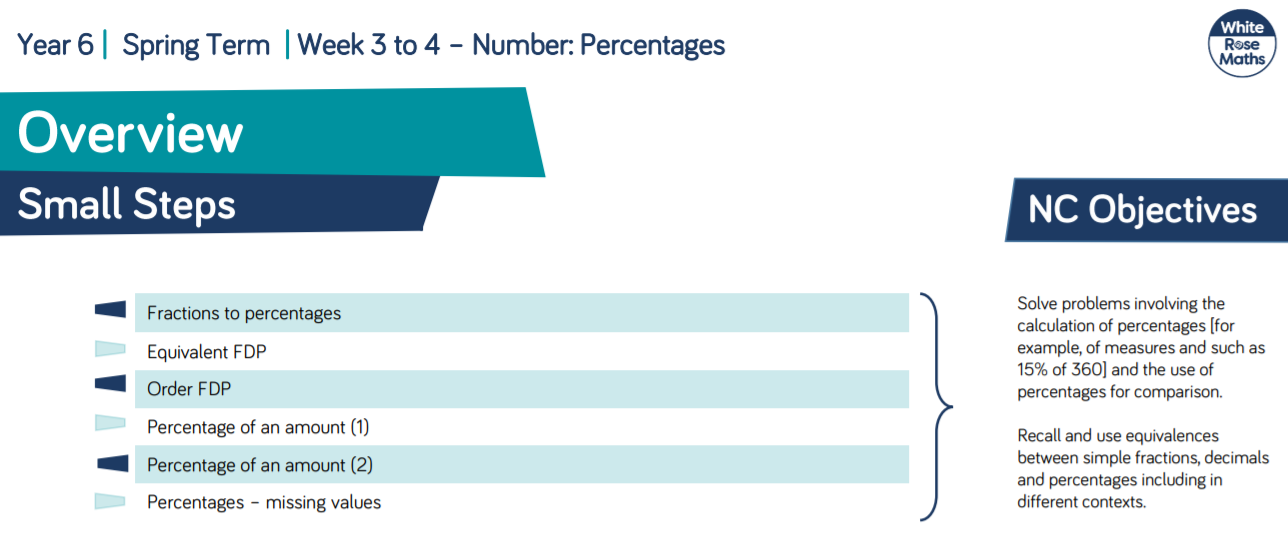 Year 6 | Spring Term | Week 3 to 4 – Number: Percentages
White
Rose
Maths
Overview
Small Steps
NC Objectives
Fractions to percentages
Equivalent FDP
Order FDP
Percentage of an amount (1)
Percentage of an amount (2)
Percentages – missing values
Solve problems involving the
calculation of percentages [for
example, of measures and such as
15% of 360] and the use of
percentages for comparison.
Recall and use equivalences
between simple fractions, decimals
and percentages including in
different contexts.